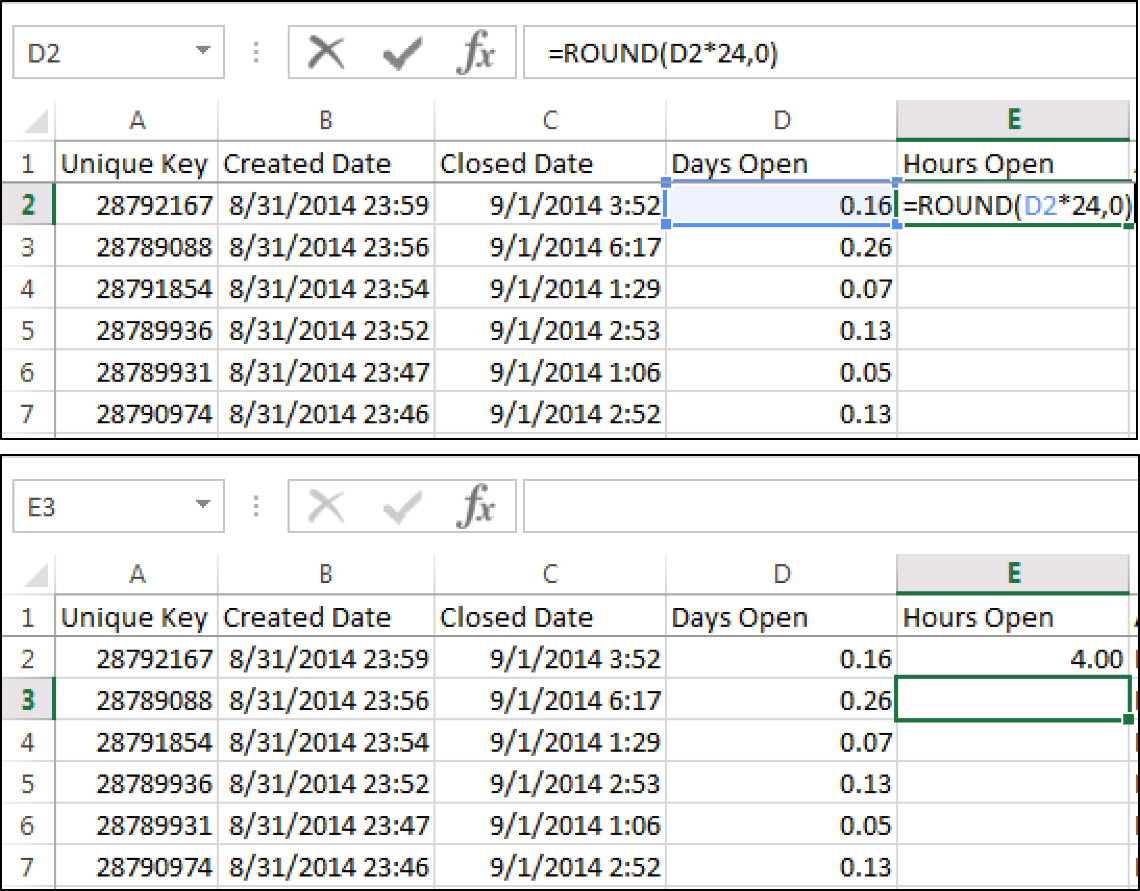 D2 fx =ROUND(D2*24,0)
A B C D E
1 Unique Key Created Date Closed Date Days Open Hours Open
2 28792167 8/31/2014 23:59 9/1/2014 3:52 0.16 =ROUND(D2*24,0)
3 28789088 8/31/2014 23:56 9/1/2014 6:17 0.26
4 28791854 8/31/2014 23:54 9/1/2014 1:29 0.07
5 28789936 8/31/2014 23:52 9/1/2014 2:53 0.13
6 28789931 8/31/2014 23:47 9/1/2014 1:06 0.05
7 28790974 8/31/2014 23:46 9/1/2014 2:52 0.13
E3 fx
A B C D E
1 Unique Key Created Date Closed Date Days Open Hours Open
2 28792167 8/31/2014 23:59 9/1/2014 3:52 0.16 4.00
3 28789088 8/31/2014 23:56 9/1/2014 6:17 0.26
4 28791854 8/31/2014 23:54 9/1/2014 1:29 0.07
5 28789936 8/31/2014 23:52 9/1/2014 2:53 0.13
6 28789931 8/31/2014 23:47 9/1/2014 1:06 0.05
7 28790974 8/31/2014 23:46 9/1/2014 2:52 0.13